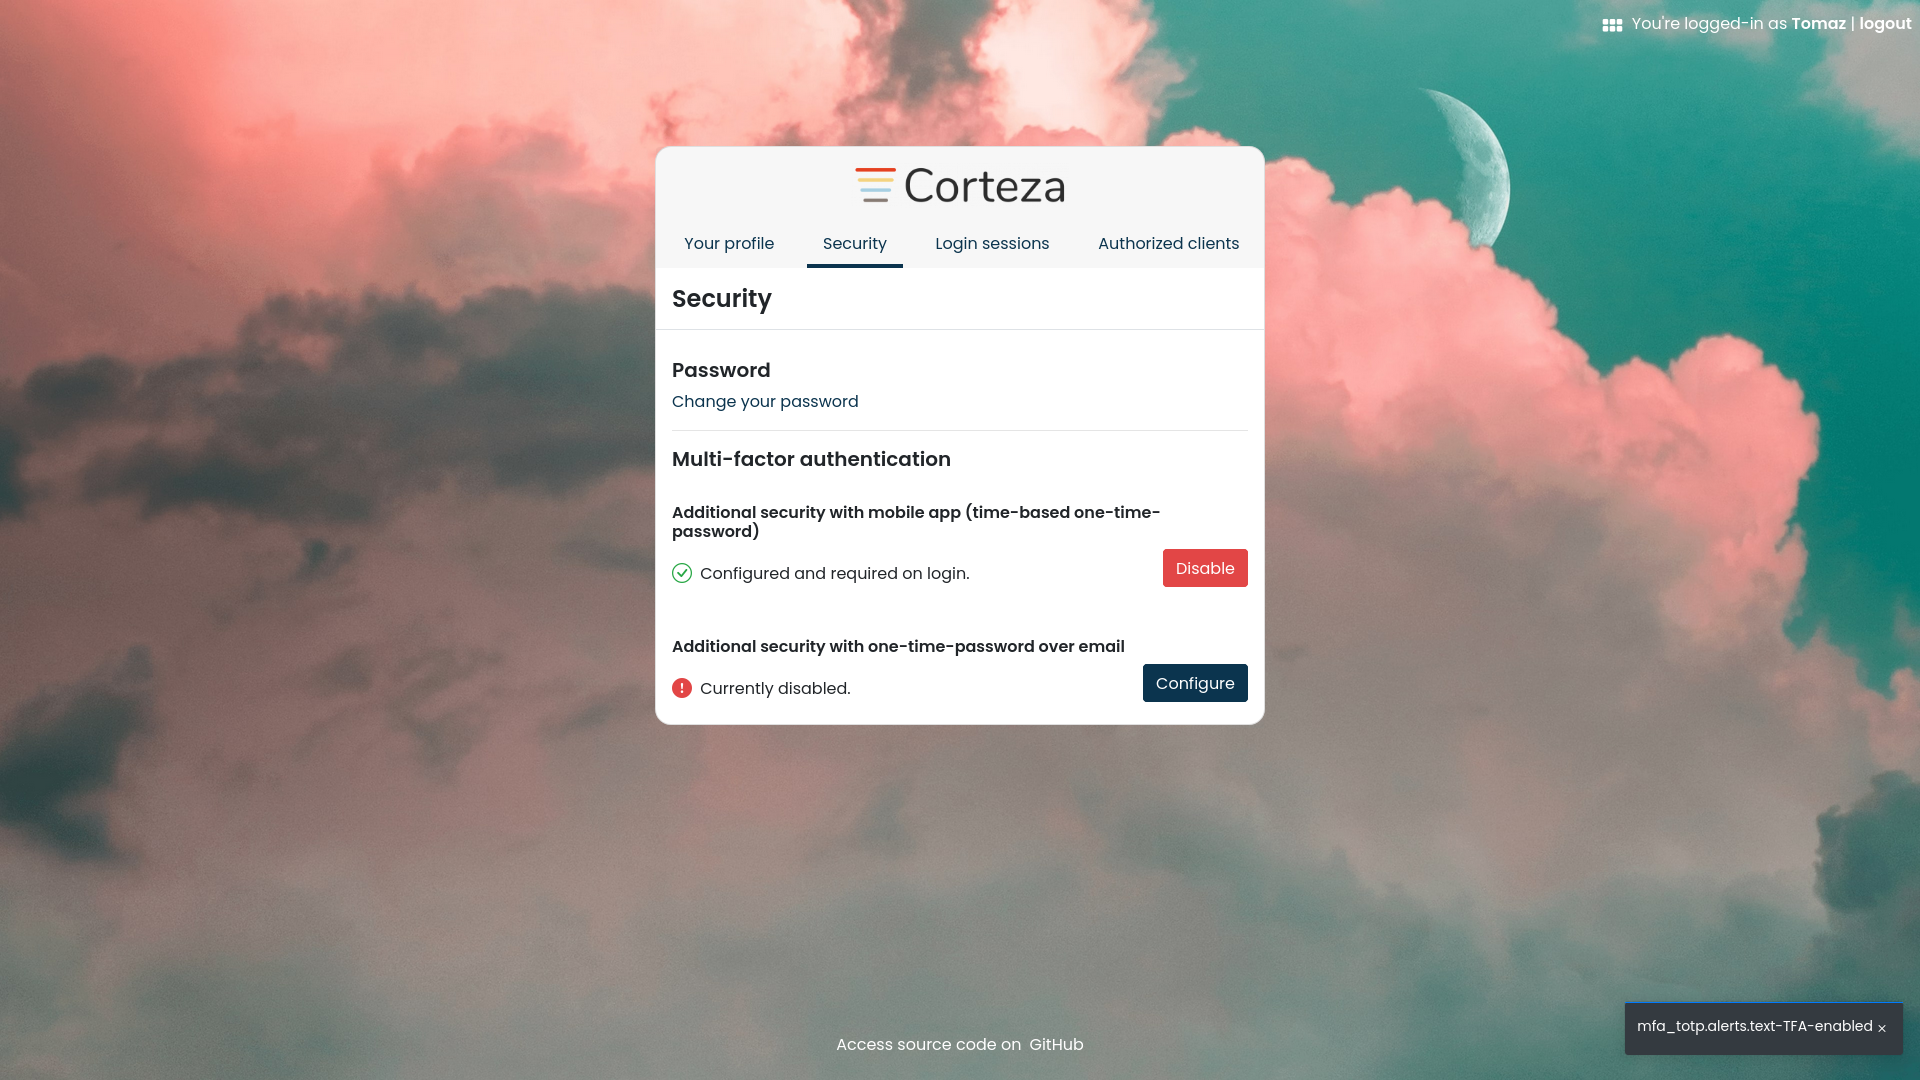 You're logged-in as Tomaz | logout
Corteza
Your profile
Security
Login sessions
Authorized clients
Security
Password
Change your password
Multi-factor authentication
Additional security with mobile app (time-based one-time-
password)
Configured and required on login.
Disable
Additional security with one-time-password over email
Currently disabled.
Configure
Access source code on GitHub
mfa_totp.alerts.text-TFA-enabled ×